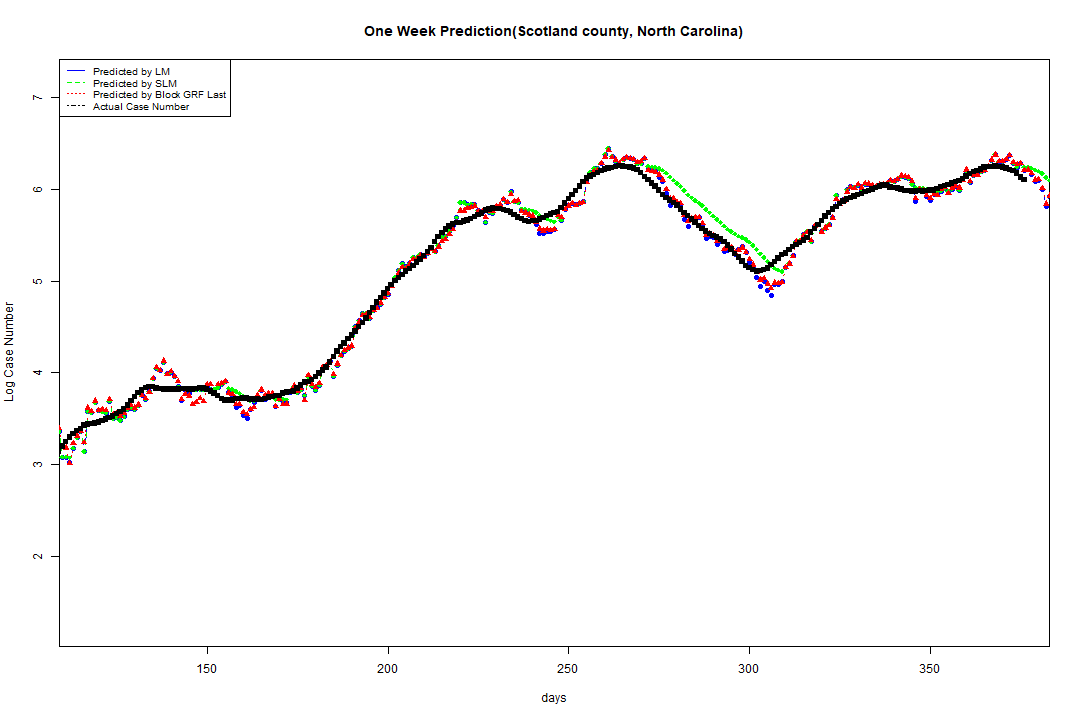 One Week Prediction(Scotland county, North Carolina)
Predicted by LM
Predicted by SLM
Predicted by Block GRF Last
Actual Case Number
7
6
5
4
3
2
Log Case Number
150 200 250 300 350
days